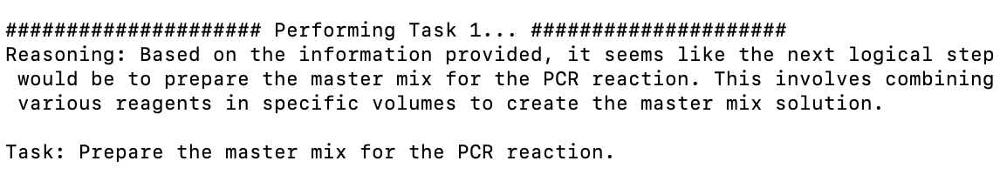 ##################### Performing Task 1... #####################
Reasoning: Based on the information provided, it seems like the next logical step
would be to prepare the master mix for the PCR reaction. This involves combining
various reagents in specific volumes to create the master mix solution.
Task: Prepare the master mix for the PCR reaction.